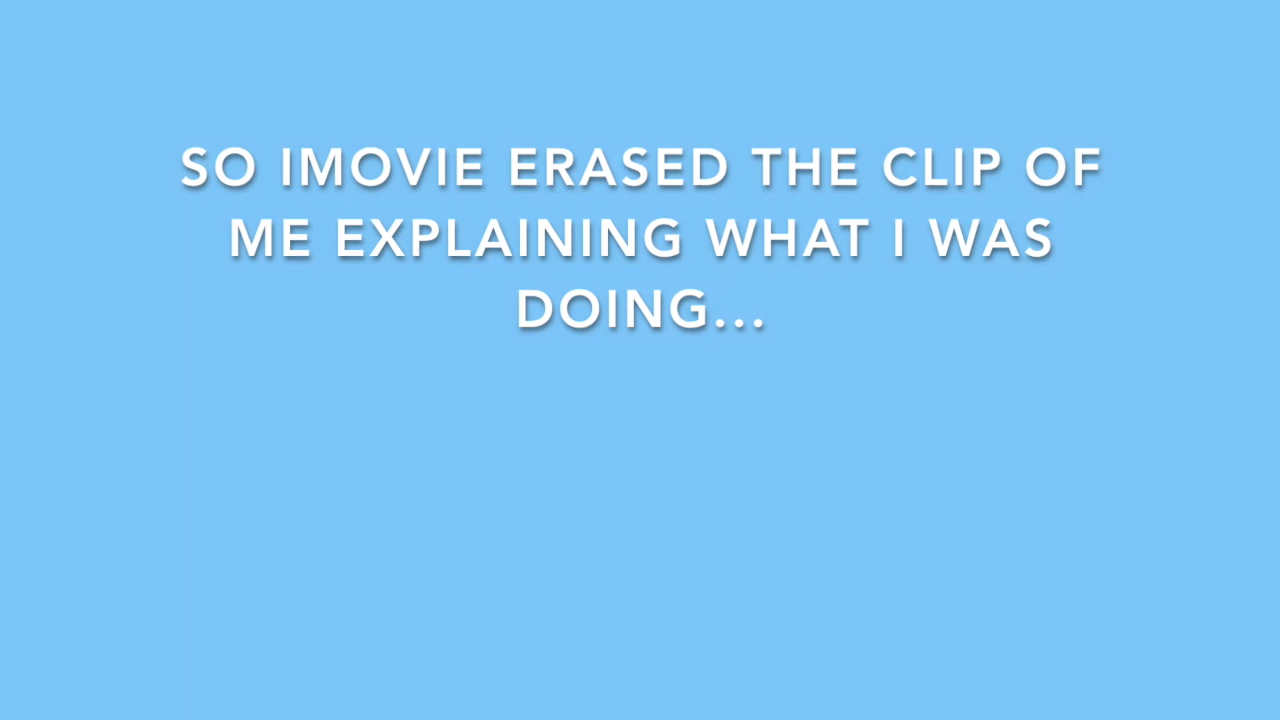 SO IMOVIE ERASED THE CLIP OF
ME EXPLAINING WHAT I WAS
DOING...